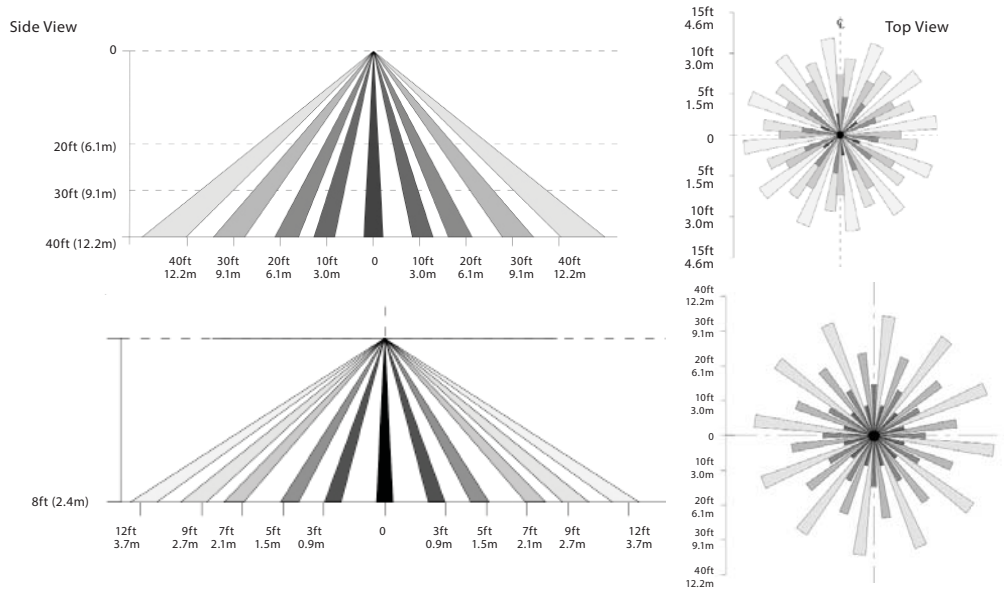 Side View
0
20ft (6.1m)
30ft (9.1m)
40ft (12.2m)
40ft 30ft 20ft 10ft 0 10ft 20ft 30ft 40ft
12.2m 9.1m 6.1m 3.0m 3.0m 6.1m 9.1m 12.2m
Top View
℄
15ft
4.6m
10ft
3.0m
5ft
1.5m
0
5ft
1.5m
10ft
3.0m
15ft
4.6m
8ft (2.4m)
12ft 9ft 7ft 5ft 3ft 0 3ft 5ft 7ft 9ft 12ft
3.7m 2.7m 2.1m 1.5m 0.9m 0.9m 1.5m 2.1m 2.7m 3.7m
40ft
12.2m
30ft
9.1m
20ft
6.1m
10ft
3.0m
0
10ft
3.0m
20ft
6.1m
30ft
9.1m
40ft
12.2m